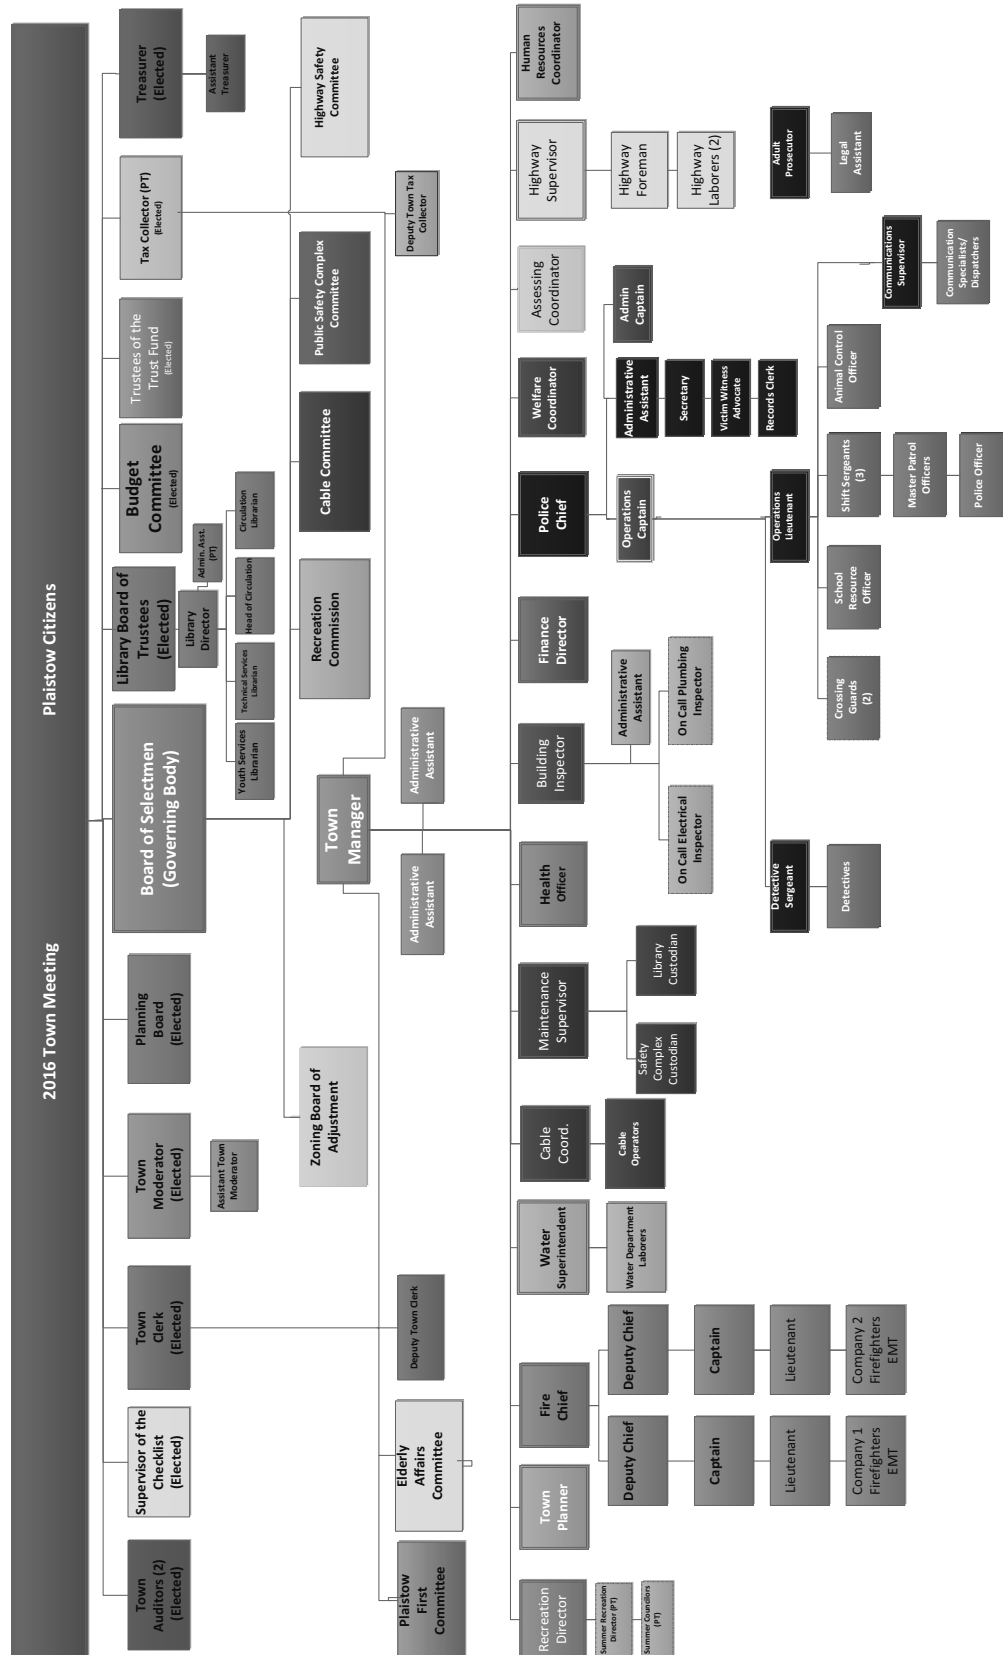 2016 Town Meeting
Plaistow Citizens
Town
Auditors (2)
(Elected)
Supervisor of the
Checklist
(Elected)
Town
Clerk
(Elected)
Town
Moderator
(Elected)
Assistant Town
Moderator
Planning
Board
(Elected)
Board of Selectmen
(Governing Body)
Library Board of
Trustees
(Elected)
Library
Director
Admin. Asst.
(PT)
Youth Services
Librarian
Technical Services
Librarian
Head of Circulation
Circulation
Librarian
Budget
Committee
(Elected)
Trustees of the
Trust Fund
(Elected)
Tax Collector (PT)
(Elected)
Treasurer
(Elected)
Assistant
Treasurer
Zoning Board of
Adjustment
Town
Manager
Recreation
Commission
Cable Committee
Public Safety Complex
Committee
Highway Safety
Committee
Plaistow
First
Committee
Elderly
Affairs
Committee
Deputy Town Clerk
Administrative
Assistant
Administrative
Assistant
Deputy Town Tax
Collector
Recreation
Director
Summer Recreation
Director (PT)
Summer Councilors
(PT)
Town
Planner
Fire
Chief
Deputy Chief
Captain
Lieutenant
Company 1
Firefighters
EMT
Deputy Chief
Captain
Lieutenant
Company 2
Firefighters
EMT
Water
Superintendent
Water Department
Laborers
Cable
Coord.
Cable
Operators
Maintenance
Supervisor
Safety
Complex
Custodian
Library
Custodian
Health
Officer
Building
Inspector
Administrative
Assistant
On Call Electrical
Inspector
On Call Plumbing
Inspector
Finance
Director
Police
Chief
Operations
Captain
Administrative
Assistant
Secretary
Victim Witness
Advocate
Records Clerk
Admin
Captain
Detective
Sergeant
Detectives
Operations
Lieutenant
Crossing
Guards
(2)
School
Resource
Officer
Shift Sergeants
(3)
Master Patrol
Officers
Police Officer
Animal Control
Officer
Communications
Supervisor
Communication
Specialists/
Dispatchers
Adult
Prosecutor
Legal
Assistant
Welfare
Coordinator
Assessing
Coordinator
Highway
Supervisor
Highway
Foreman
Highway
Laborers (2)
Human
Resources
Coordinator